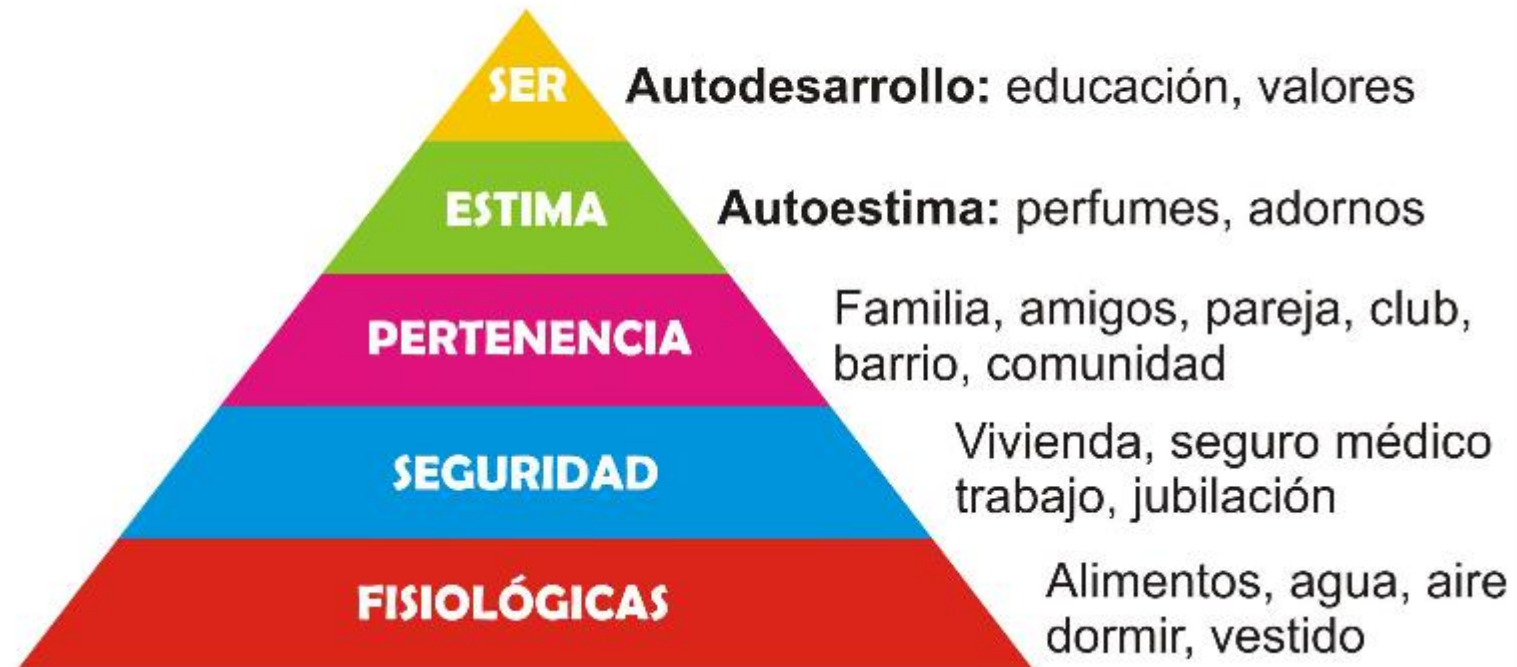 SER
Autodesarrollo: educación, valores
ESTIMA
Autoestima: perfumes, adornos
PERTENENCIA
Familia, amigos, pareja, club,
barrio, comunidad
SEGURIDAD
Vivienda, seguro médico
trabajo, jubilación
FISIOLÓGICAS
Alimentos, agua, aire
dormir, vestido